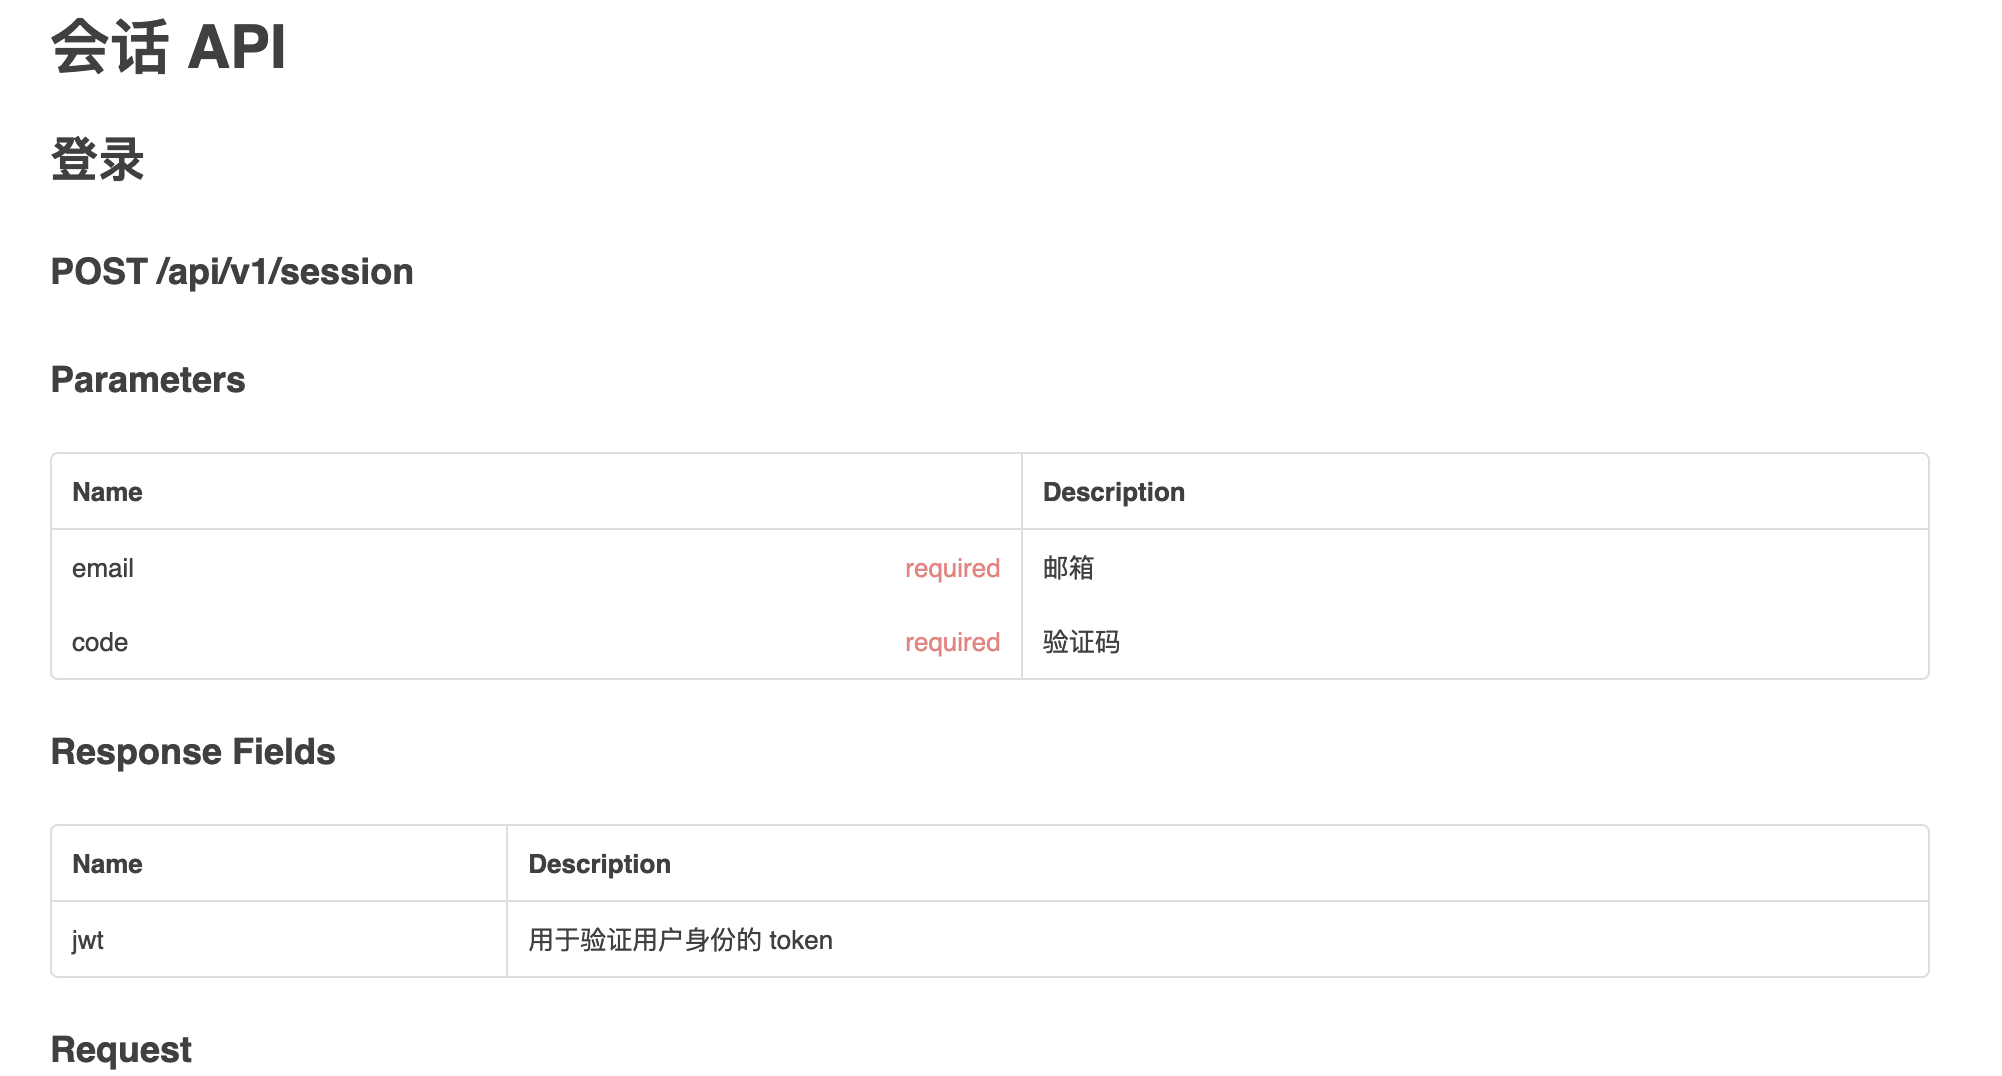 会话 API
登录
POST /api/v1/session
Parameters
Name Description
email required 邮箱
code required 验证码
Response Fields
Name Description
jwt 用于验证用户身份的 token
Request